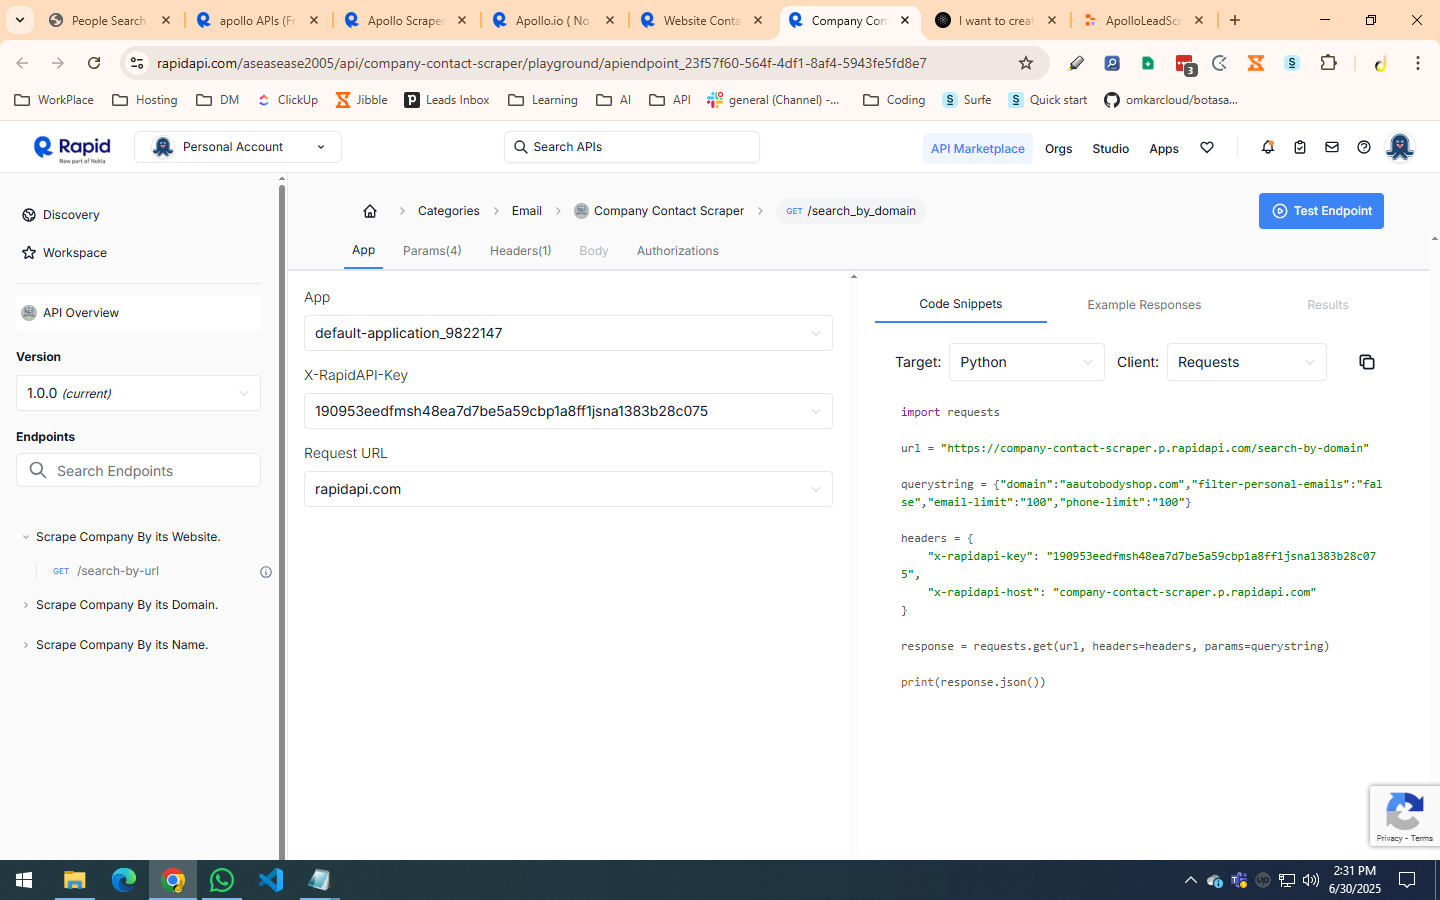 People Search
apollo APIs (Fr
Apollo Scraper
Apollo.io ( No
Website Conta
Company Con
I want to creat
ApolloLeadScr
rapidapi.com/aseasease2005/api/company-contact-scraper/playground/apiendpoint_23f57f60-564f-4df1-8af4-5943fe5fd8e7
3
WorkPlace
Hosting
DM
ClickUp
Jibble
Leads Inbox
Learning
AI
API
general (Channel) -...
Coding
Surfe
Quick start
omkarcloud/botasa...
Rapid
Now part of Nokia
Personal Account
Search APIs
API Marketplace
Orgs
Studio
Apps
Discovery
Workspace
API Overview
Version
1.0.0 (current)
Endpoints
Search Endpoints
Scrape Company By its Website.
GET /search-by-url
Scrape Company By its Domain.
Scrape Company By its Name.
Categories
Email
Company Contact Scraper
GET /search_by_domain
Test Endpoint
App
Params(4)
Headers(1)
Body
Authorizations
App
default-application_9822147
X-RapidAPI-Key
190953eedfmsh48ea7d7be5a59cbp1a8ff1jsna1383b28c075
Request URL
rapidapi.com
Code Snippets
Example Responses
Results
Target:
Python
Client:
Requests
import requests
url = "https://company-contact-scraper.p.rapidapi.com/search-by-domain"
querystring = {"domain":"aautobodyshop.com","filter-personal-emails":"fal
se","email-limit":"100","phone-limit":"100"}
headers = {
"x-rapidapi-key": "190953eedfmsh48ea7d7be5a59cbp1a8ff1jsna1383b28c07
5",
"x-rapidapi-host": "company-contact-scraper.p.rapidapi.com"
}
response = requests.get(url, headers=headers, params=querystring)
print(response.json())
Privacy - Terms
2:31 PM
6/30/2025